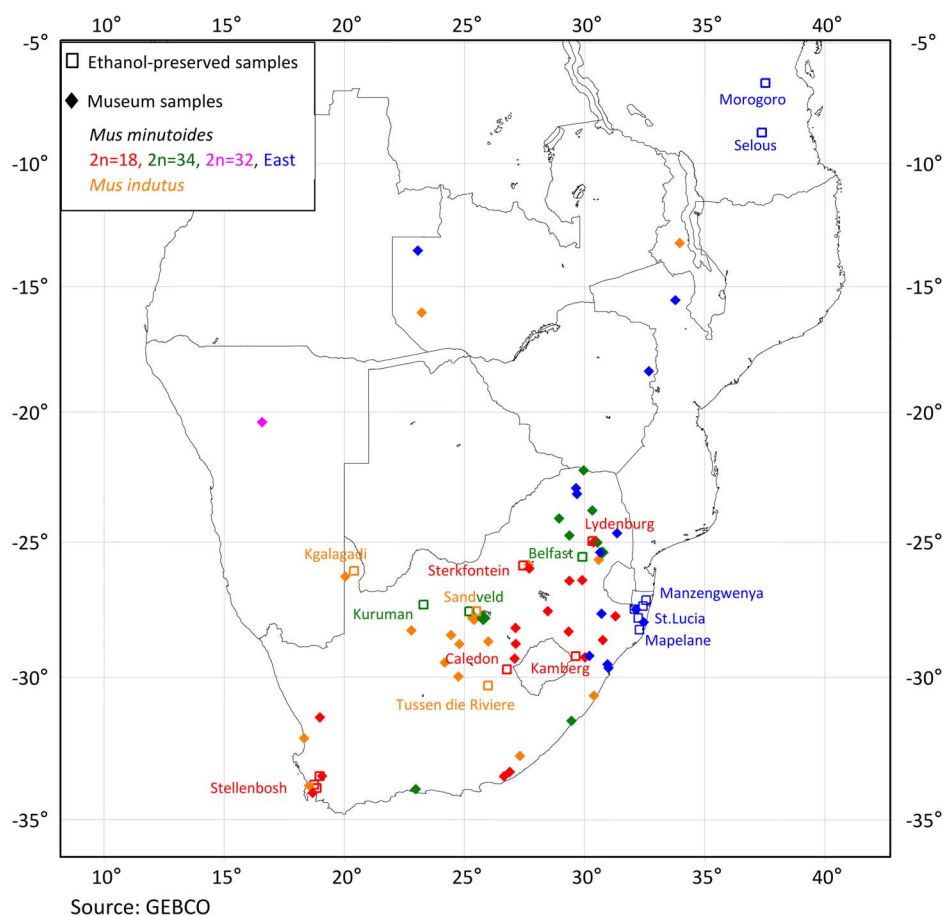 10° 15° 20° 25° 30° 35° 40°
-5° -5°
Ethanol-preserved samples
Museum samples
Mus minutoides
2n=18, 2n=34, 2n=32, East
Mus indutus
Morogoro
Selous
-10° -10°
-15° -15°
-20° -20°
Lydenburg
-25° -25°
Kgalagadi
Belfast
Sterkfontein
Sandveld
Manzengwenya
Kuruman
St.Lucia
Mapelane
Caledon
Kamberg
-30° -30°
Tussen die Riviere
Stellenbosh
-35° -35°
10° 15° 20° 25° 30° 35° 40°
Source: GEBCO